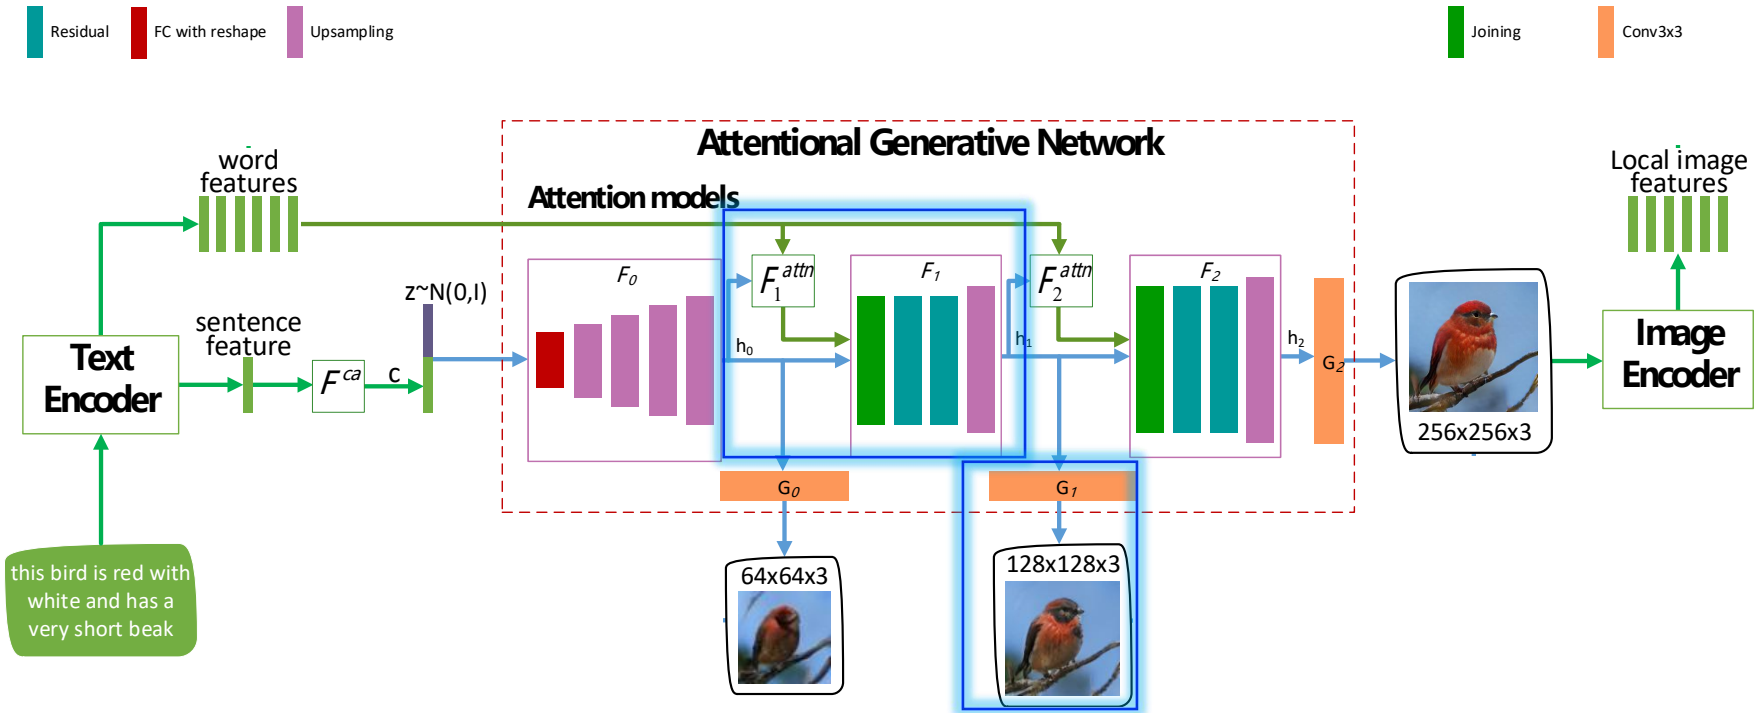 Residual
FC with reshape
Upsampling
Joining
Conv3x3
Attentional Generative Network
word
features
Attention models
Local image
features
z~N(0,I)
F0
F1attn
F1
F2attn
F2
sentence
feature
Text
Encoder
Fca
c
h0
h1
h2
G2
Image
Encoder
256x256x3
G0
G1
this bird is red with
white and has a
very short beak
64x64x3
128x128x3